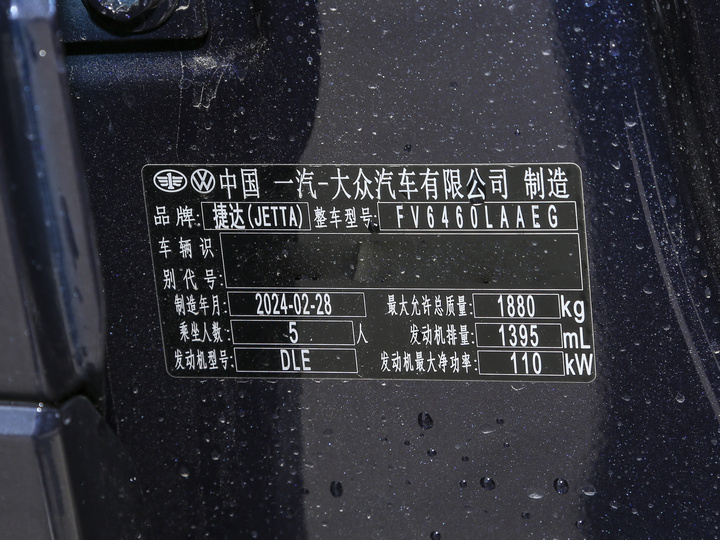 中国 一汽-大众汽车有限公司 制造
品牌: 捷达(JETTA) 整车型号: FV6460LAAEG
车辆识
别代号:
制造年月: 2024-02-28 最大允许总质量: 1880 kg
乘坐人数: 5 人 发动机排量: 1395 mL
发动机型号: DLE 发动机最大净功率: 110 kW